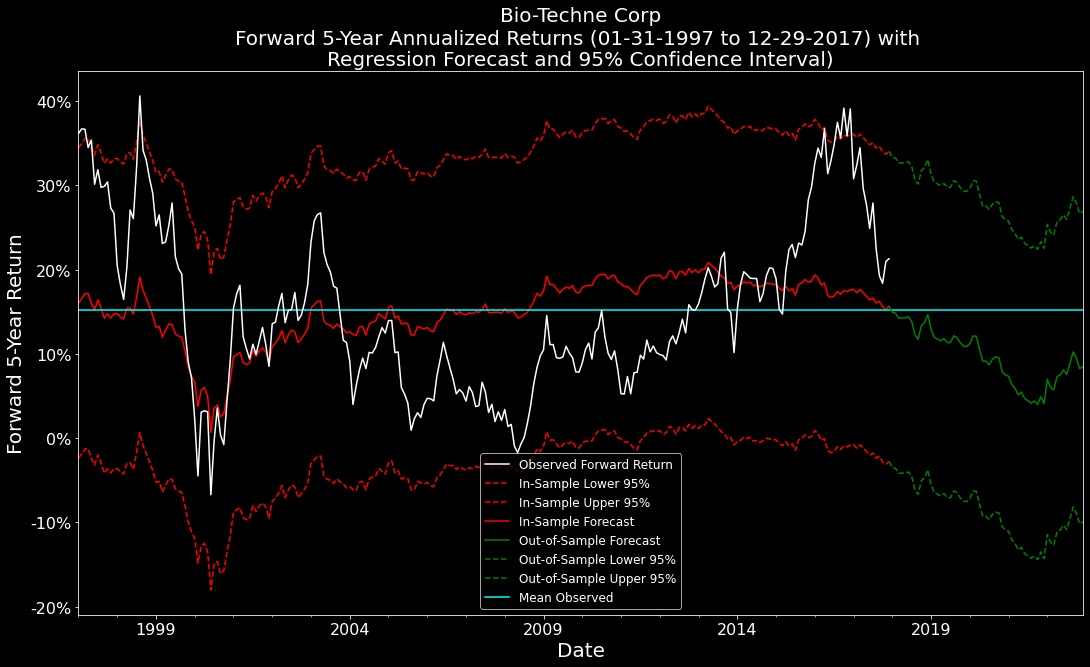 Bio-Techne Corp
Forward 5-Year Annualized Returns (01-31-1997 to 12-29-2017) with
Regression Forecast and 95% Confidence Interval)
Forward 5-Year Return
40%
30%
20%
10%
0%
-10%
-20%
Observed Forward Return
In-Sample Lower 95%
In-Sample Upper 95%
In-Sample Forecast
Out-of-Sample Forecast
Out-of-Sample Lower 95%
Out-of-Sample Upper 95%
Mean Observed
1999 2004 2009 2014 2019
Date